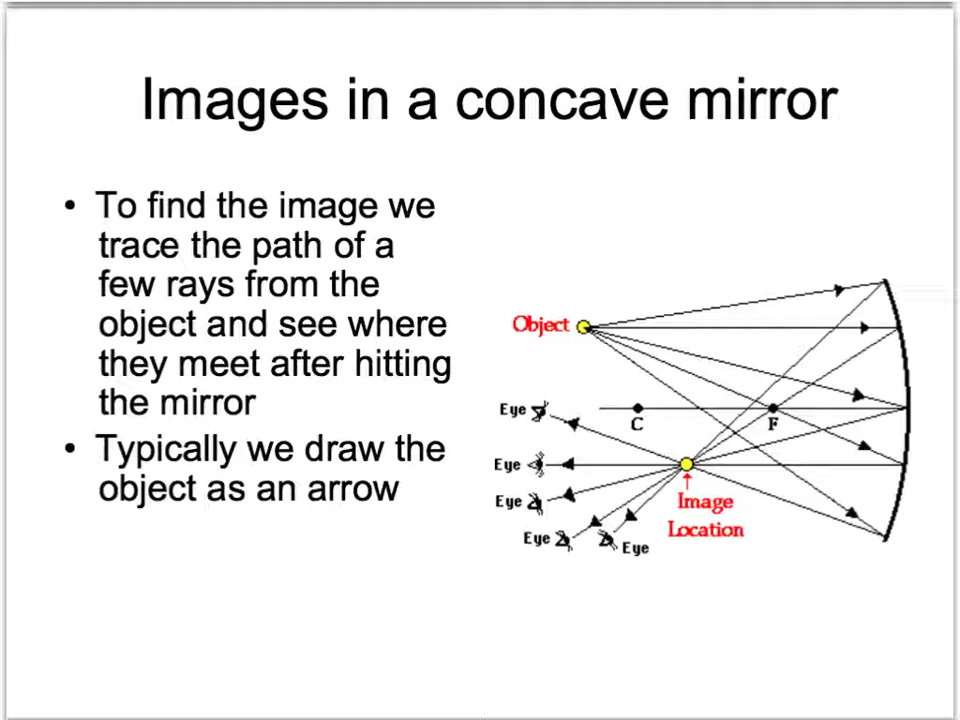 Images in a concave mirror
• To find the image we
trace the path of a
few rays from the
object and see where
they meet after hitting
the mirror
• Typically we draw the
object as an arrow
Object
Eye
C
F
Eye
Eye
Image
Location
Eye
Eye